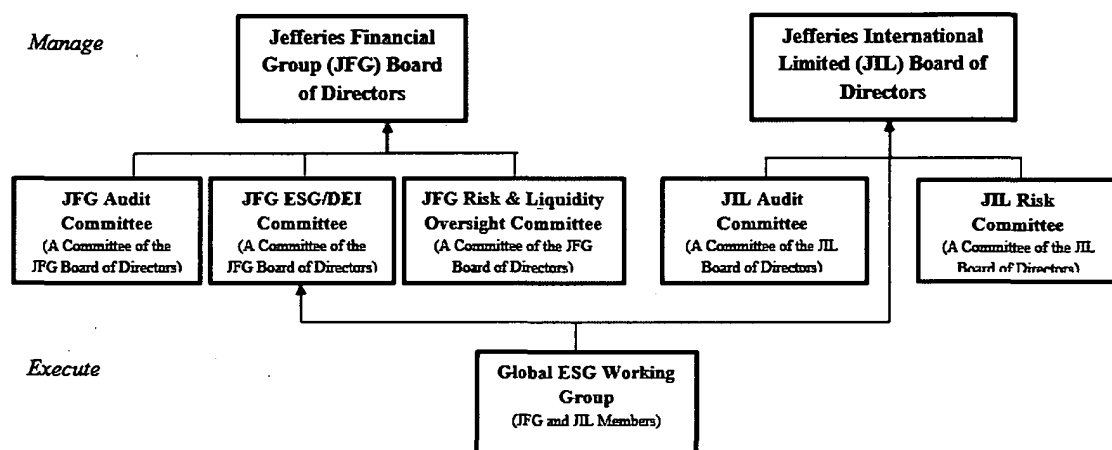 Manage
Jefferies Financial
Group (JFG) Board
of Directors
Jefferies International
Limited (JIL) Board of
Directors
JFG Audit
Committee
(A Committee of the
JFG Board of Directors)
JFG ESG/DEI
Committee
(A Committee of the
JFG Board of Directors)
JFG Risk & Liquidity
Oversight Committee
(A Committee of the JFG
Board of Directors)
JIL Audit
Committee
(A Committee of the JIL
Board of Directors)
JIL Risk
Committee
(A Committee of the JIL
Board of Directors)
Execute
Global ESG Working
Group
(JFG and JIL Members)